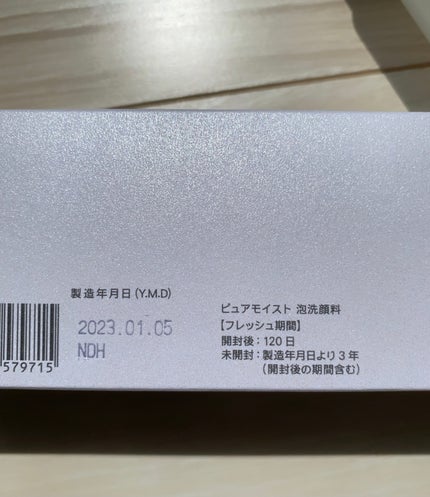 製造年月日(Y.M.D)
2023.01.05
NDH
579715
ピュアモイスト 泡洗顔料
【フレッシュ期間】
開封後:120日
未開封:製造年月日より3年
(開封後の期間含む)